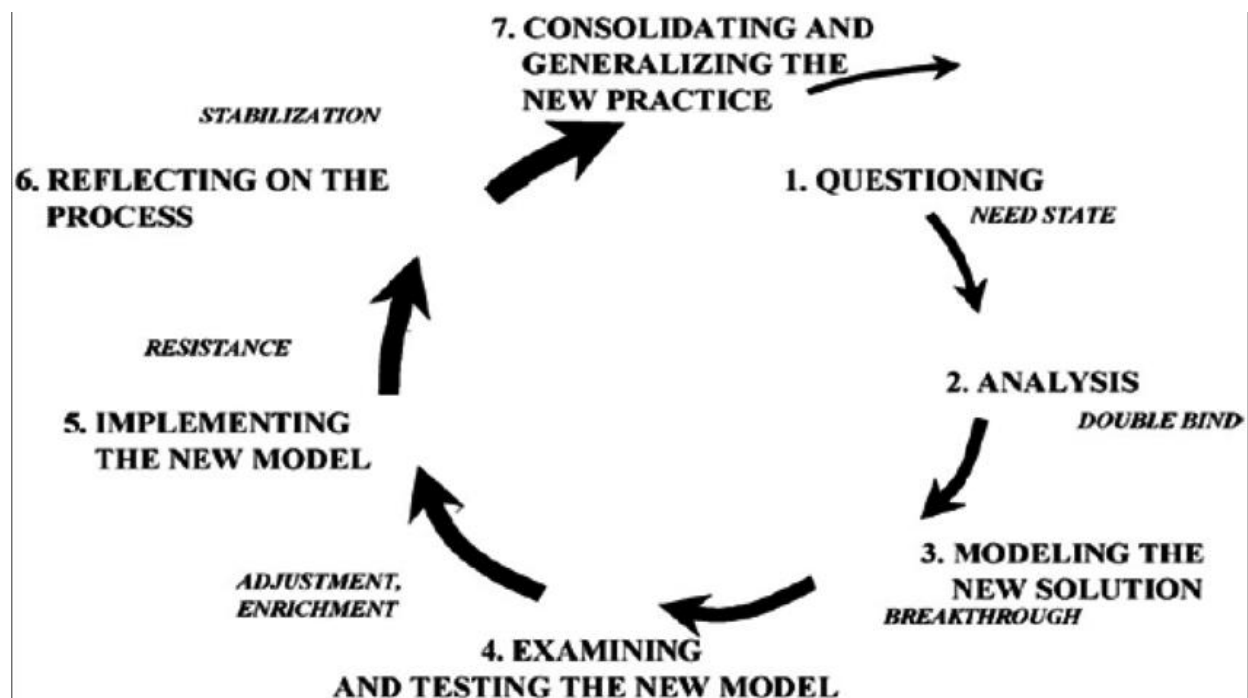 7. CONSOLIDATING AND
GENERALIZING THE
NEW PRACTICE
STABILIZATION
6. REFLECTING ON THE
PROCESS
1. QUESTIONING
NEED STATE
RESISTANCE
2. ANALYSIS
DOUBLE BIND
5. IMPLEMENTING
THE NEW MODEL
3. MODELING THE
NEW SOLUTION
BREAKTHROUGH
ADJUSTMENT,
ENRICHMENT
4. EXAMINING
AND TESTING THE NEW MODEL